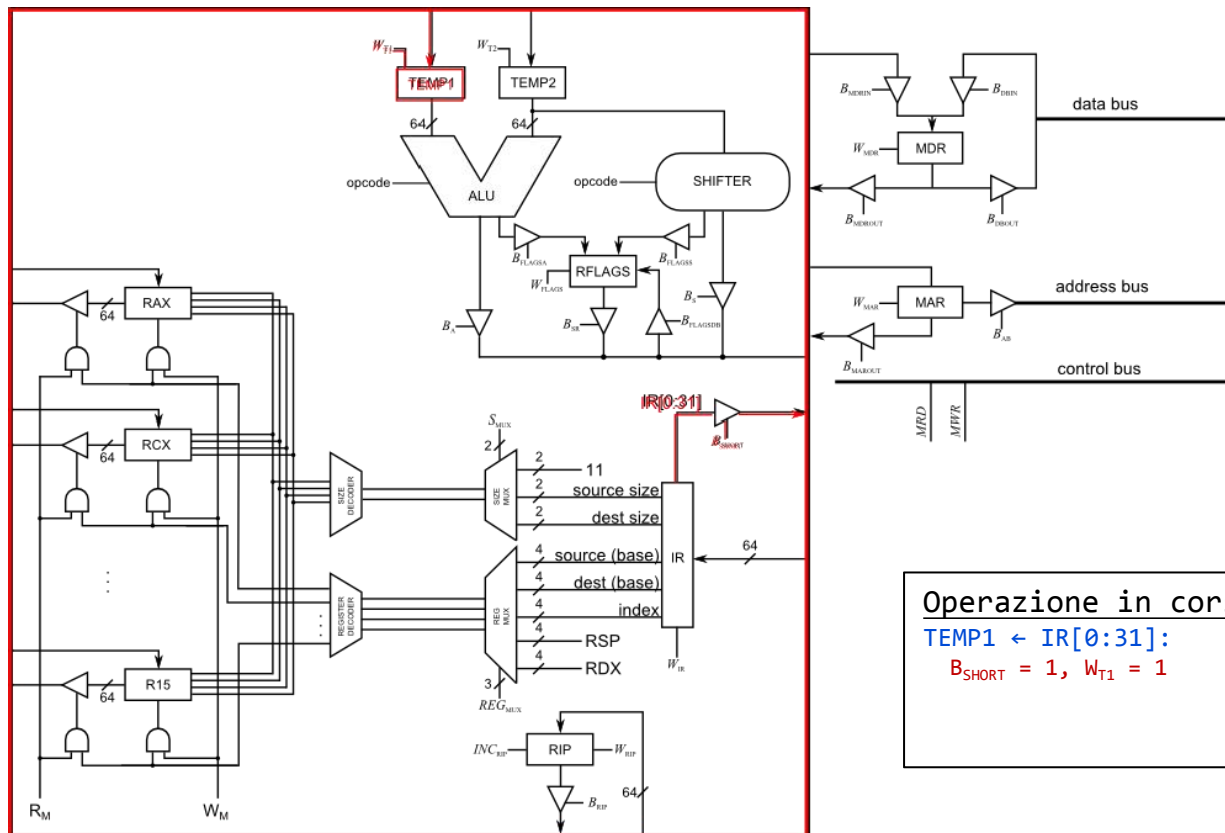 W_T1
W_T2
TEMP1
TEMP2
64
64
opcode
ALU
opcode
SHIFTER
B_FLAGSA
B_FLAGSS
RFLAGS
W_FLAGS
B_A
B_SR
B_FLAGSDB
B_S
B_MDRIN
B_DBIN
data bus
W_MDR
MDR
B_MDROUT
B_DBOUT
W_MAR
MAR
address bus
B_AB
B_MAROUT
control bus
MRD
MWR
RAX
64
RCX
64
R15
64
R_M
W_M
SIZE DECODER
REGISTER DECODER
S_MUX
2
SIZE MUX
2
11
2
source size
2
dest size
REG MUX
4
source (base)
4
dest (base)
4
index
4
RSP
4
RDX
3
REG_MUX
IR[0:31]
B_SHORT
IR
64
W_IR
INC_RIP
RIP
W_RIP
B_RIP
64
Operazione in cor
TEMP1 ← IR[0:31]:
B_SHORT = 1, W_T1 = 1